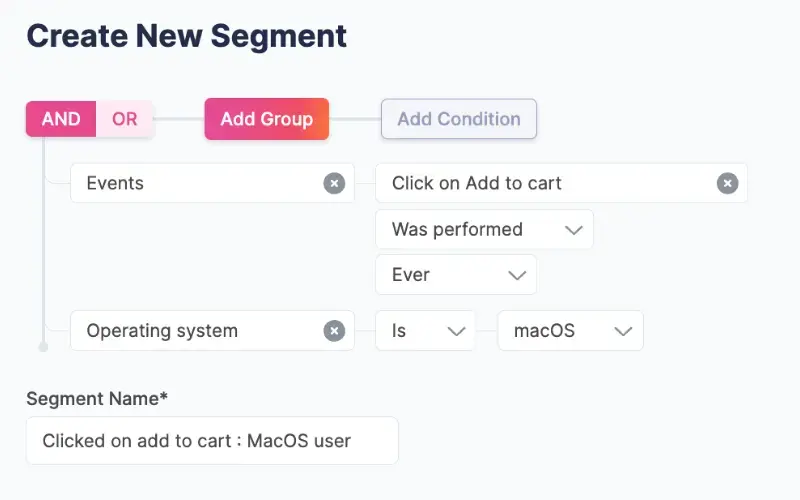 Create New Segment
AND OR Add Group Add Condition
Events Click on Add to cart
Was performed
Ever
Operating system Is macOS
Segment Name*
Clicked on add to cart : MacOS user